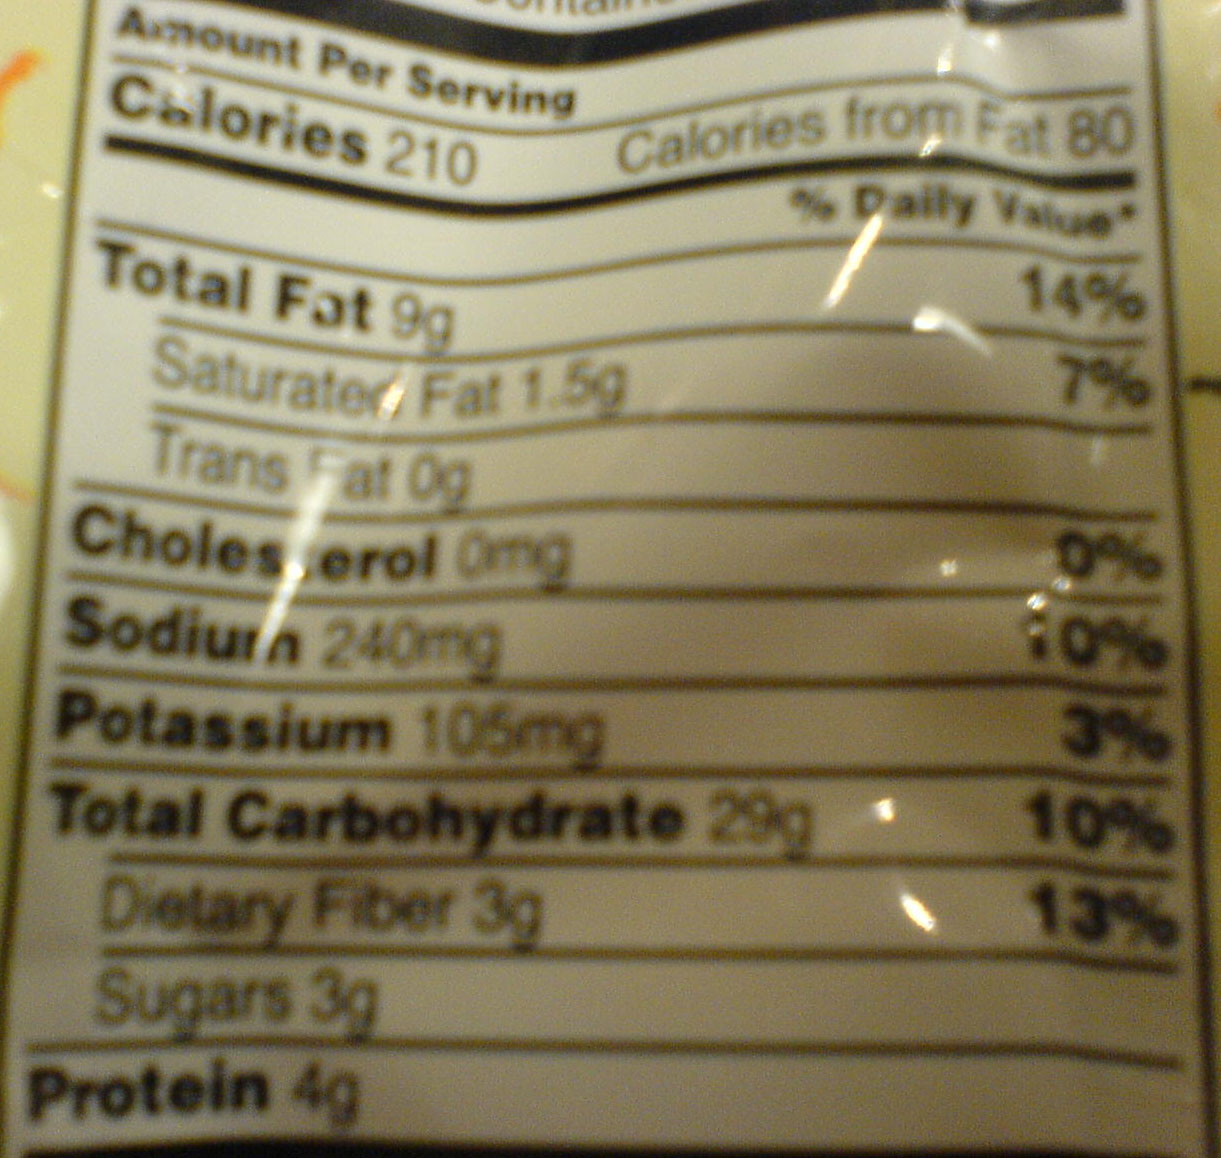 Amount Per Serving
Calories 210 Calories from Fat 80
% Daily Value*
Total Fat 9g 14%
Saturated Fat 1.5g 7%
Trans Fat 0g
Cholesterol 0mg 0%
Sodium 240mg 10%
Potassium 105mg 3%
Total Carbohydrate 29g 10%
Dietary Fiber 3g 13%
Sugars 3g
Protein 4g